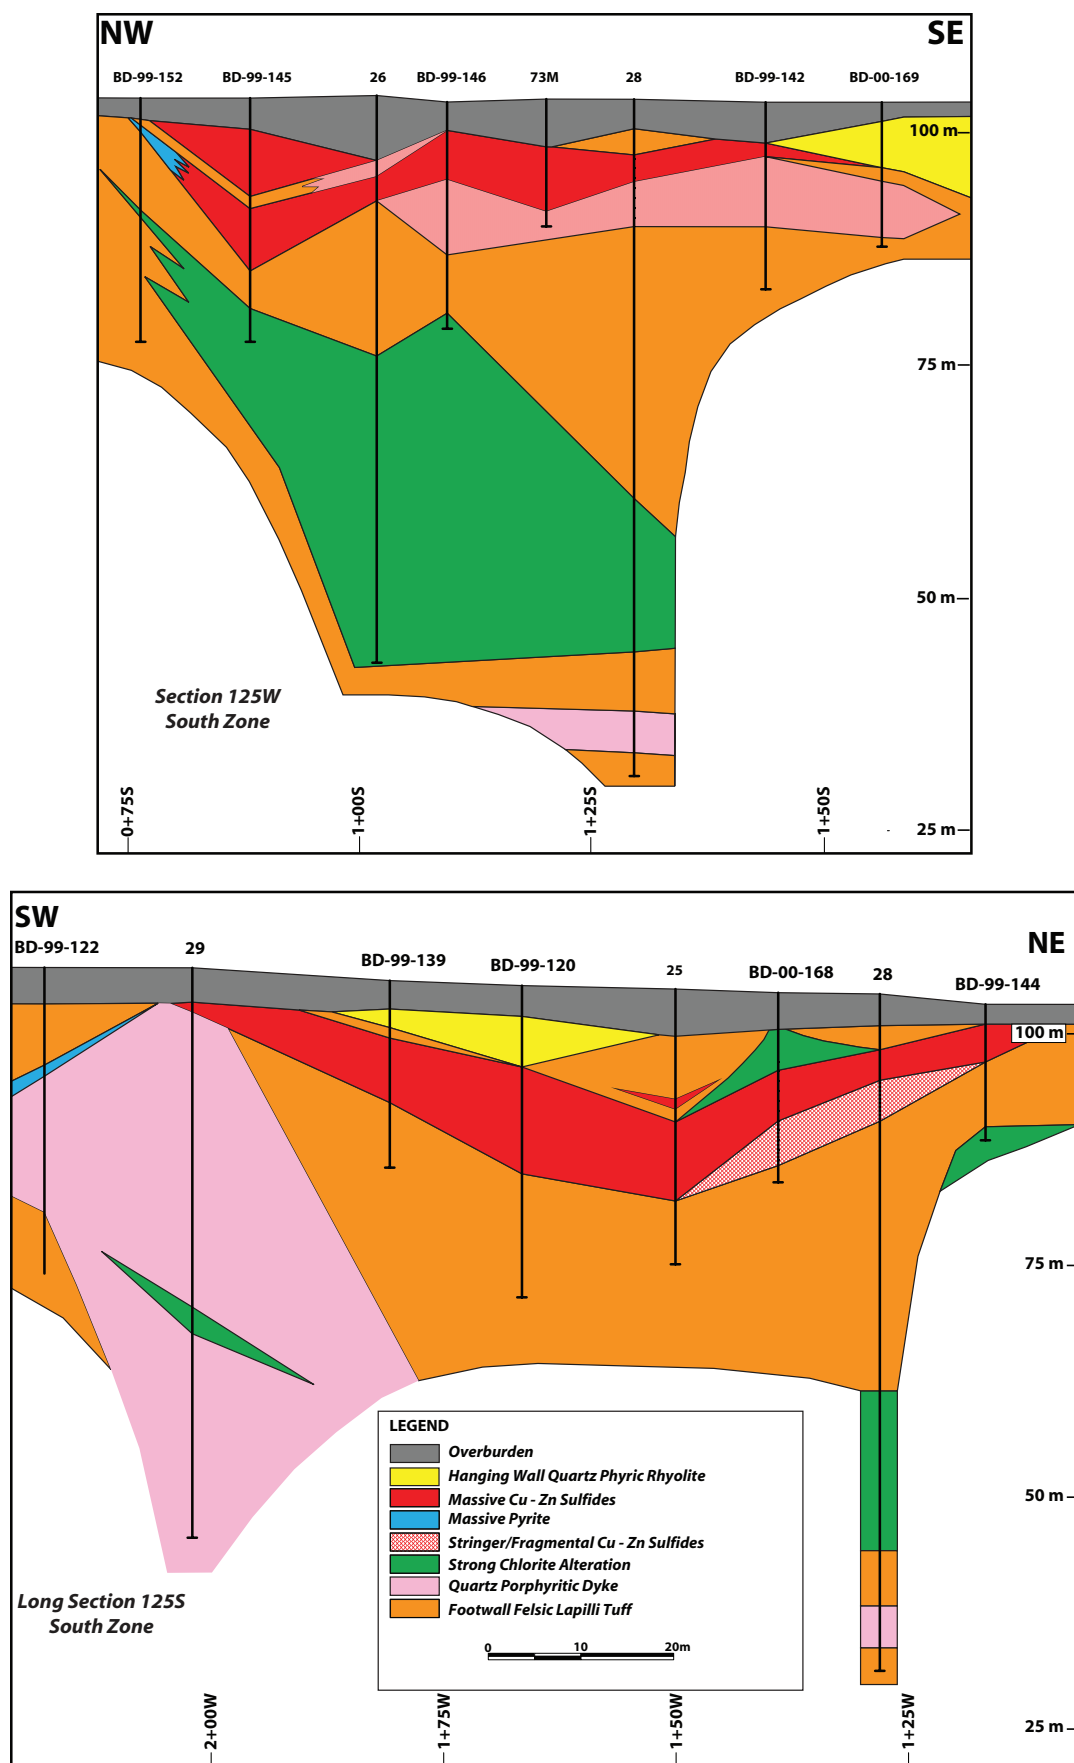 NW
SE
BD-99-152
BD-99-145
26
BD-99-146
73M
28
BD-99-142
BD-00-169
100 m
75 m
50 m
Section 125W
South Zone
25 m
0+75S
1+00S
1+25S
1+50S
SW
NE
BD-99-122
29
BD-99-139
BD-99-120
25
BD-00-168
28
BD-99-144
100 m
75 m
50 m
25 m
LEGEND
Overburden
Hanging Wall Quartz Phyric Rhyolite
Massive Cu - Zn Sulfides
Massive Pyrite
Stringer/Fragmental Cu - Zn Sulfides
Strong Chlorite Alteration
Quartz Porphyritic Dyke
Footwall Felsic Lapilli Tuff
0 10 20m
Long Section 125S
South Zone
2+00W
1+75W
1+50W
1+25W